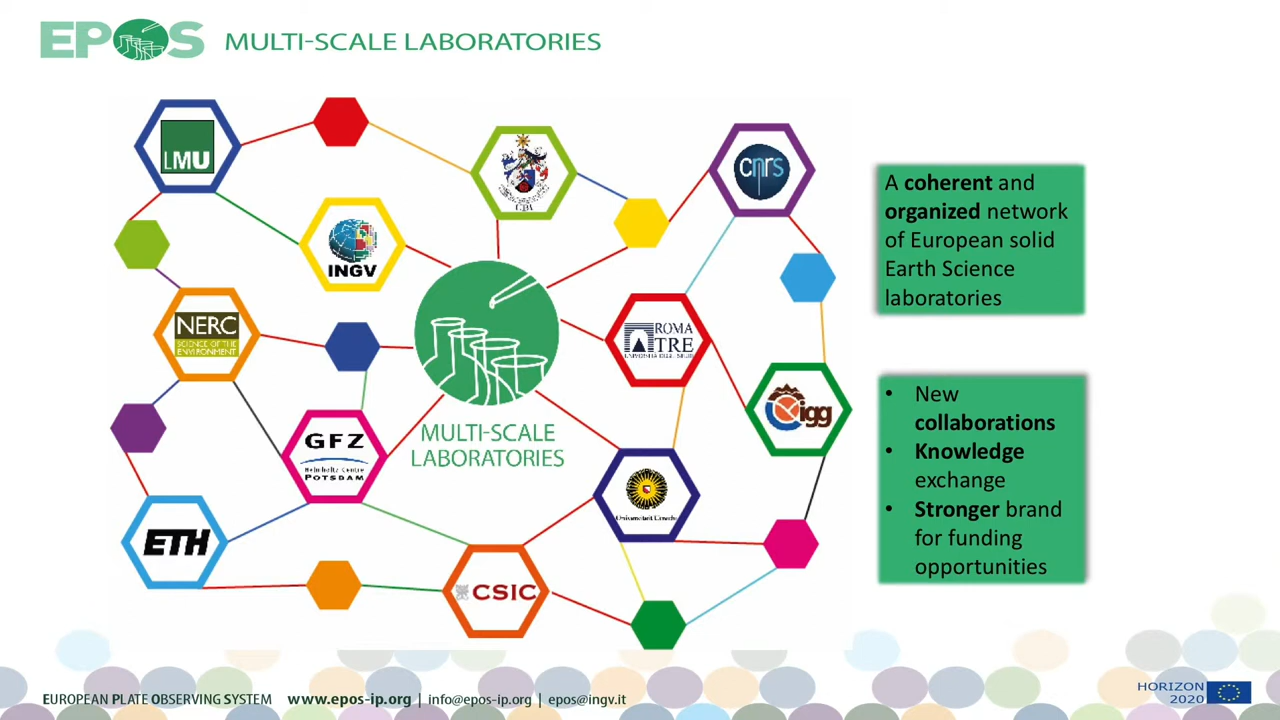 EPOS MULTI-SCALE LABORATORIES
LMU
cnrs
UBI
INGV
NERC
SCIENCE OF THE
ENVIRONMENT
ROMA
TRE
igg
MULTI-SCALE
LABORATORIES
GFZ
Helmholtz Centre
POTSDAM
ETH
CSIC
A coherent and
organized network
of European solid
Earth Science
laboratories
• New
collaborations
• Knowledge
exchange
• Stronger brand
for funding
opportunities
EUROPEAN PLATE OBSERVING SYSTEM www.epos-ip.org | info@epos-ip.org | epos@ingv.it
HORIZON
2020